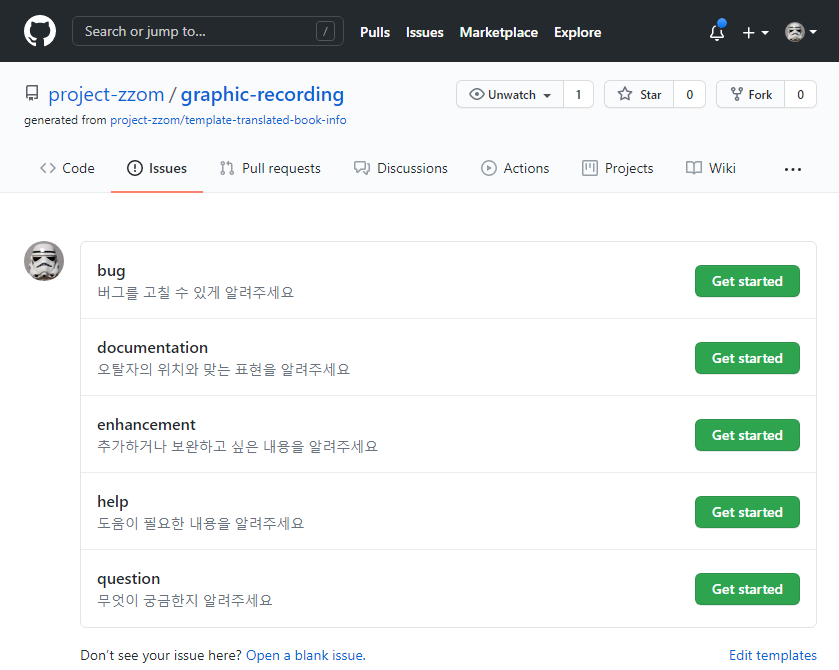 Search or jump to... /
Pulls Issues Marketplace Explore
project-zzom / graphic-recording
Unwatch 1 Star 0 Fork 0
generated from project-zzom/template-translated-book-info
Code Issues Pull requests Discussions Actions Projects Wiki ...
bug
버그를 고칠 수 있게 알려주세요
Get started
documentation
오탈자의 위치와 맞는 표현을 알려주세요
Get started
enhancement
추가하거나 보완하고 싶은 내용을 알려주세요
Get started
help
도움이 필요한 내용을 알려주세요
Get started
question
무엇이 궁금한지 알려주세요
Get started
Don’t see your issue here? Open a blank issue.
Edit templates